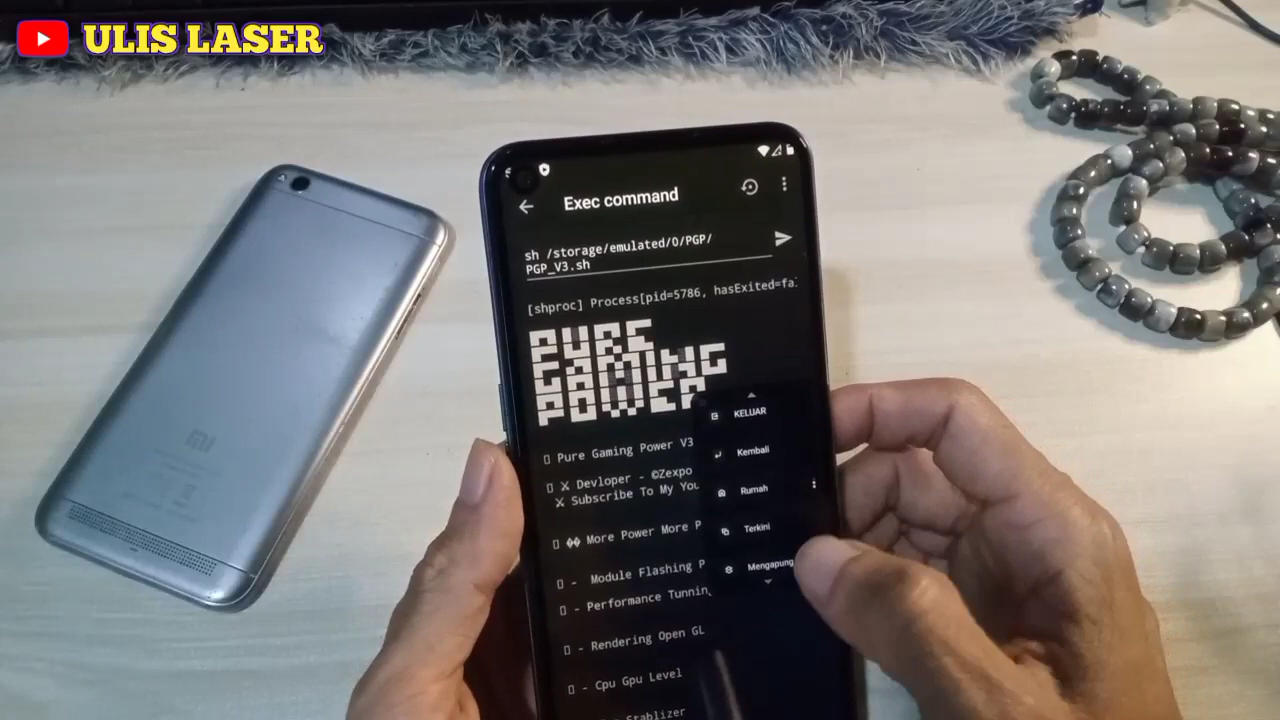 ULIS LASER
Exec command
sh /storage/emulated/0/PGP/
PGP_V3.sh
[shproc] Process[pid=5786, hasExited=fa
PURE
GAMING
POWER
Pure Gaming Power V3
Devloper - ©Zexpo
Subscribe To My You
More Power More P
- Module Flashing P
- Performance Tunnin
- Rendering Open GL
- Cpu Gpu Level
Stablizer
KELUAR
Kembali
Rumah
Terkini
Mengapung
mi